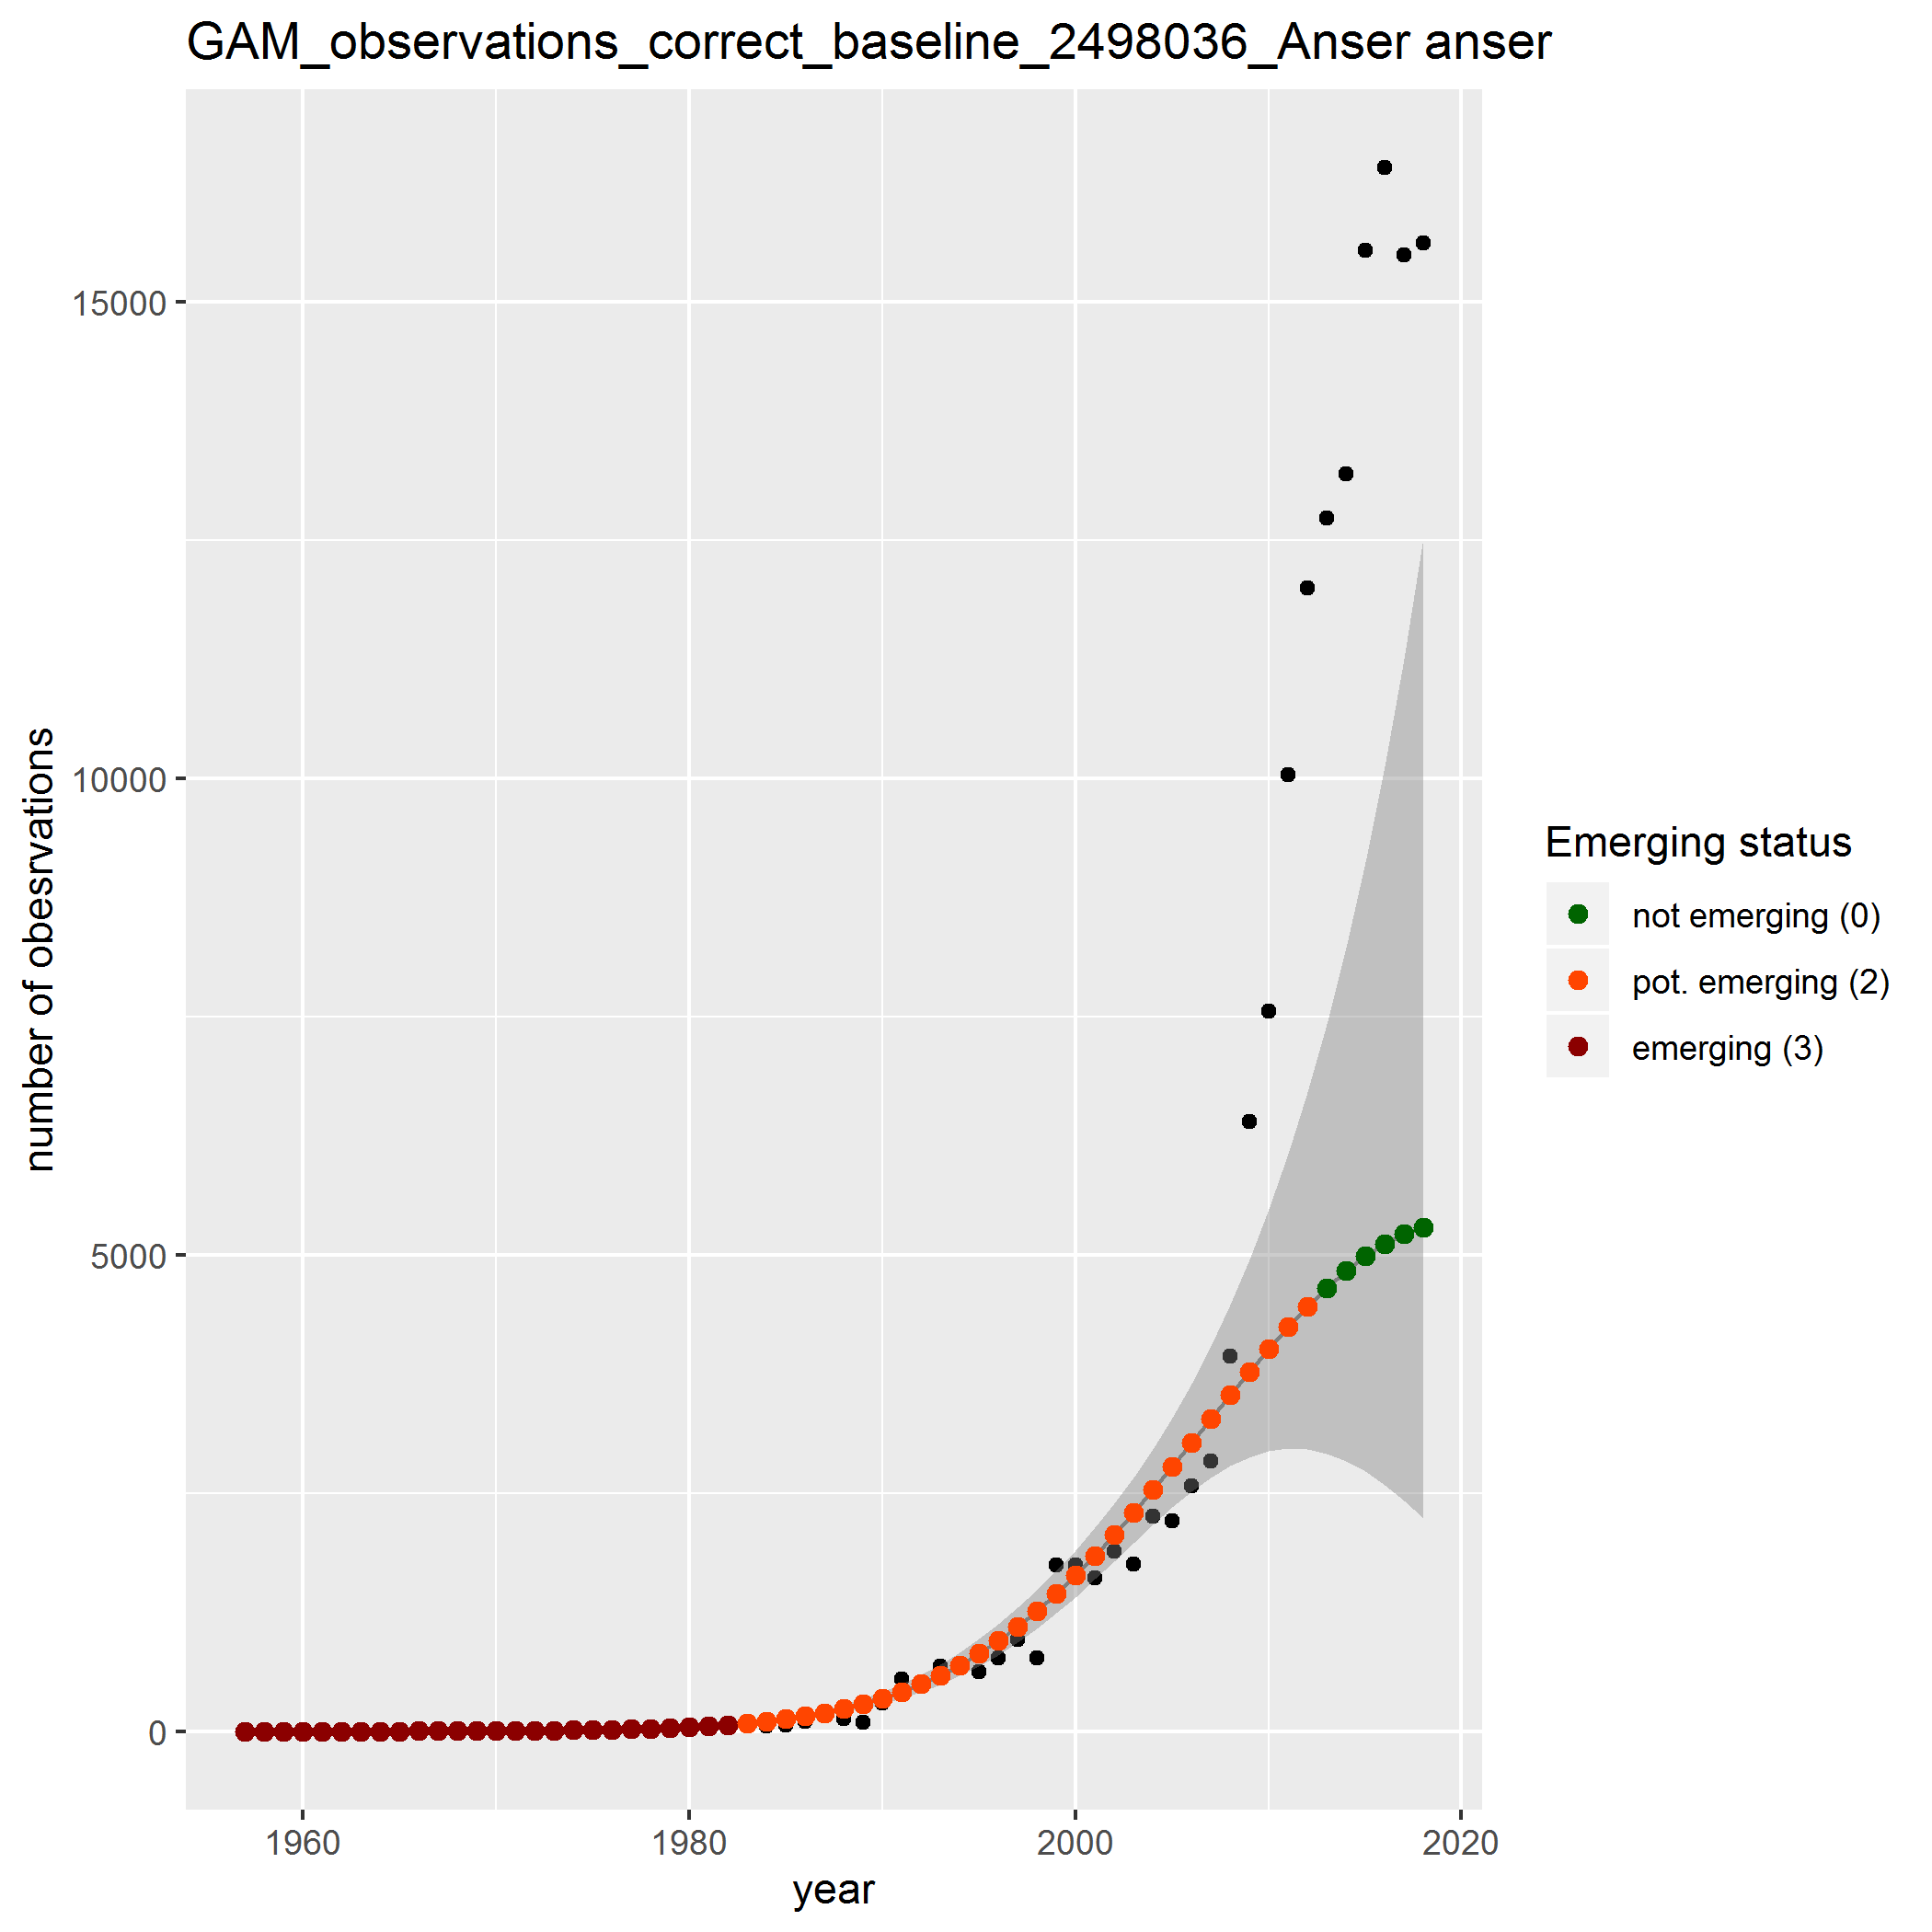 GAM_observations_correct_baseline_2498036_Anser anser
15000
10000
5000
0
number of obesrvations
1960
1980
2000
2020
year
Emerging status
not emerging (0)
pot. emerging (2)
emerging (3)